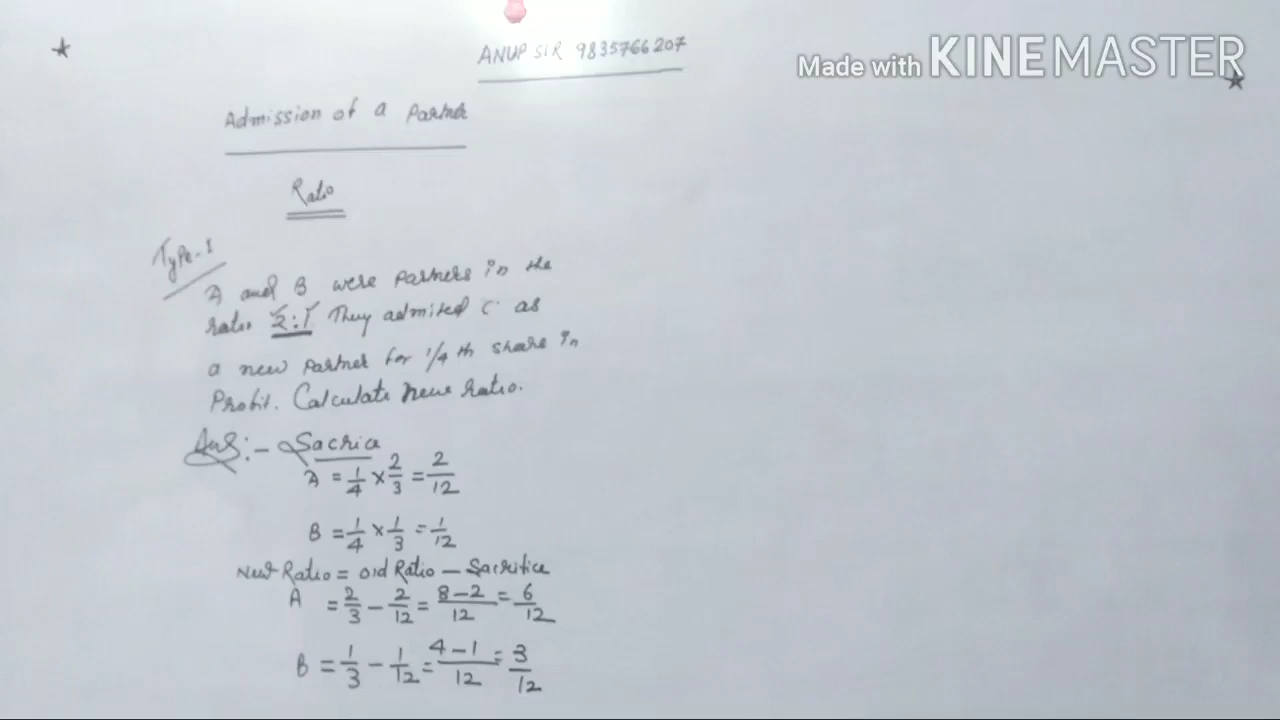 ANUP SIR 9835766207
Made with KINEMASTER
Admission of a Partner
Ratio
Type-I
A and B were Partners in the
ratio 2:1 They admited C as
a new Partner for 1/4 th share in
Profit. Calculate new ratio.
Ans:- Sacrice
A = 1/4 × 2/3 = 2/12
B = 1/4 × 1/3 = 1/12
New Ratio = Old Ratio - Sacrifice
A = 2/3 - 2/12 = 8-2/12 = 6/12
B = 1/3 - 1/12 = 4-1/12 = 3/12